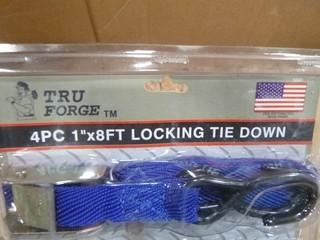 TRU
FORGE TM
4PC 1"x8FT LOCKING TIE DOWN